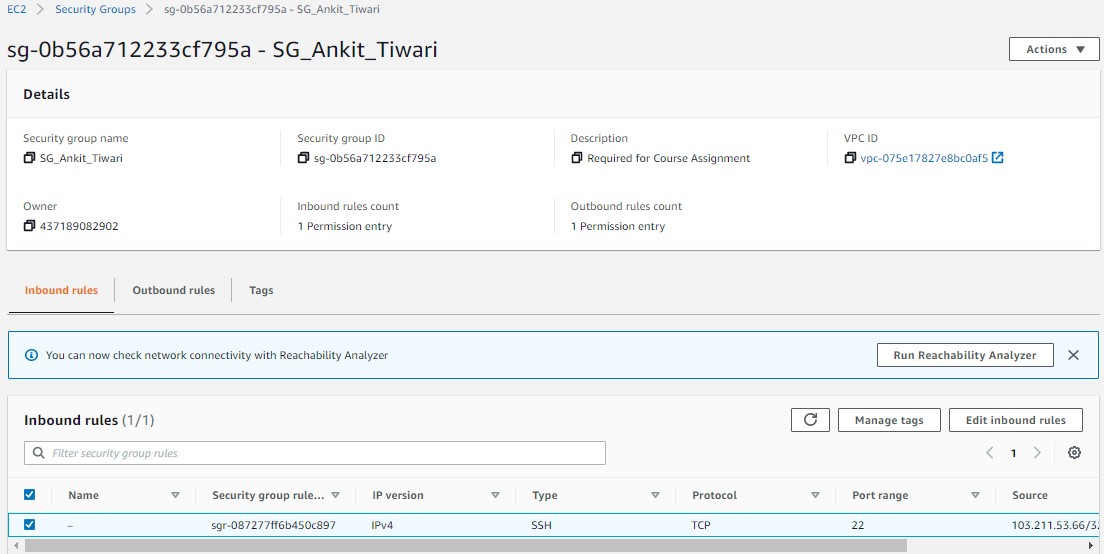 EC2 > Security Groups > sg-0b56a712233cf795a - SG_Ankit_Tiwari
sg-0b56a712233cf795a - SG_Ankit_Tiwari
Actions
Details
Security group name
SG_Ankit_Tiwari
Security group ID
sg-0b56a712233cf795a
Description
Required for Course Assignment
VPC ID
vpc-075e17827e8bc0af5
Owner
437189082902
Inbound rules count
1 Permission entry
Outbound rules count
1 Permission entry
Inbound rules Outbound rules Tags
You can now check network connectivity with Reachability Analyzer Run Reachability Analyzer
Inbound rules (1/1) Manage tags Edit inbound rules
Filter security group rules 1
Name Security group rule... IP version Type Protocol Port range Source
– sgr-087277ff6b450c897 IPv4 SSH TCP 22 103.211.53.66/3